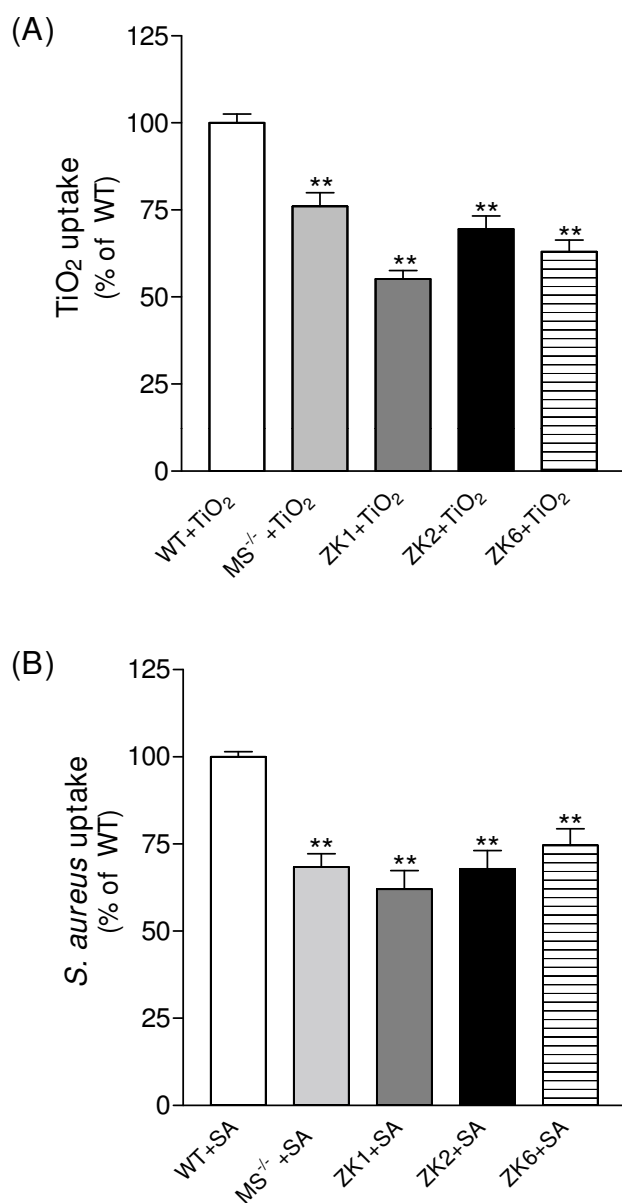 (A)
125
100
75
50
25
0
TiO₂ uptake
(% of WT)
**
**
**
**
WT+TiO₂
MS⁻/⁻+TiO₂
ZK1+TiO₂
ZK2+TiO₂
ZK6+TiO₂
(B)
125
100
75
50
25
0
S. aureus uptake
(% of WT)
**
**
**
**
WT+SA
MS⁻/⁻+SA
ZK1+SA
ZK2+SA
ZK6+SA